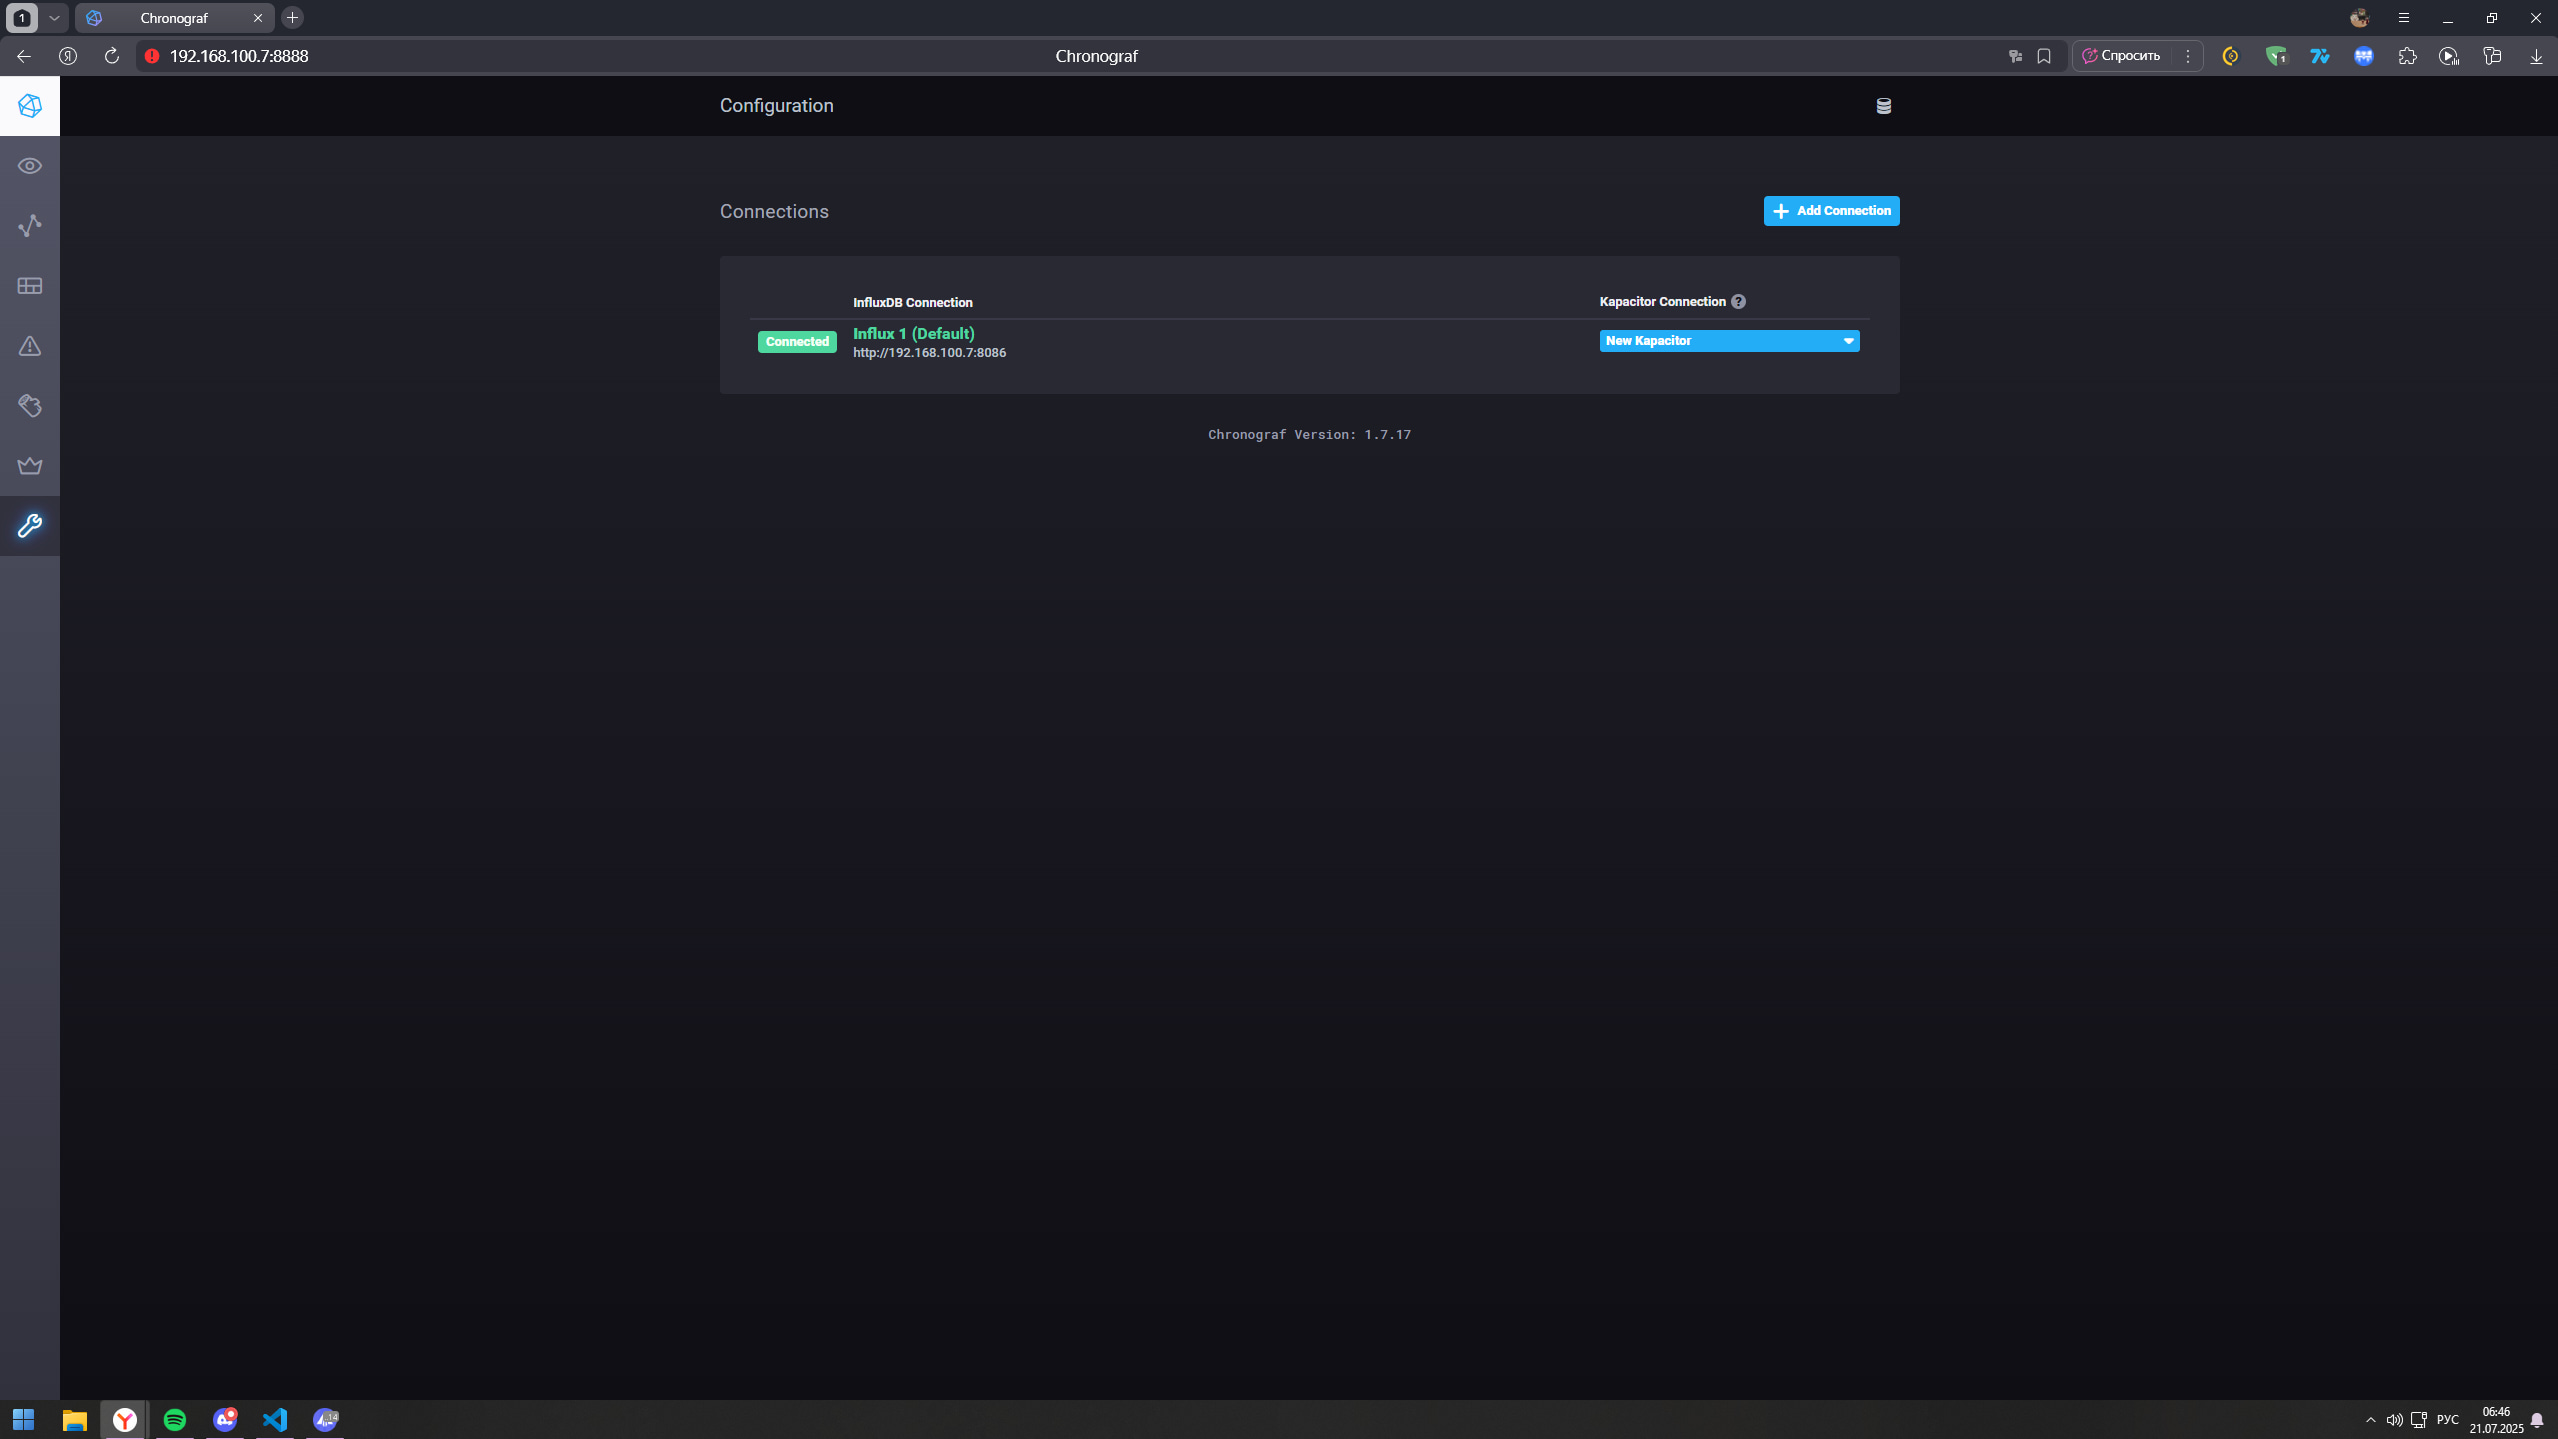 1
Chronograf
192.168.100.7:8888
Chronograf
Спросить
1
Configuration
Connections
Add Connection
InfluxDB Connection
Kapacitor Connection ?
Connected
Influx 1 (Default)
http://192.168.100.7:8086
New Kapacitor
Chronograf Version: 1.7.17
14
РУС
06:46
21.07.2025